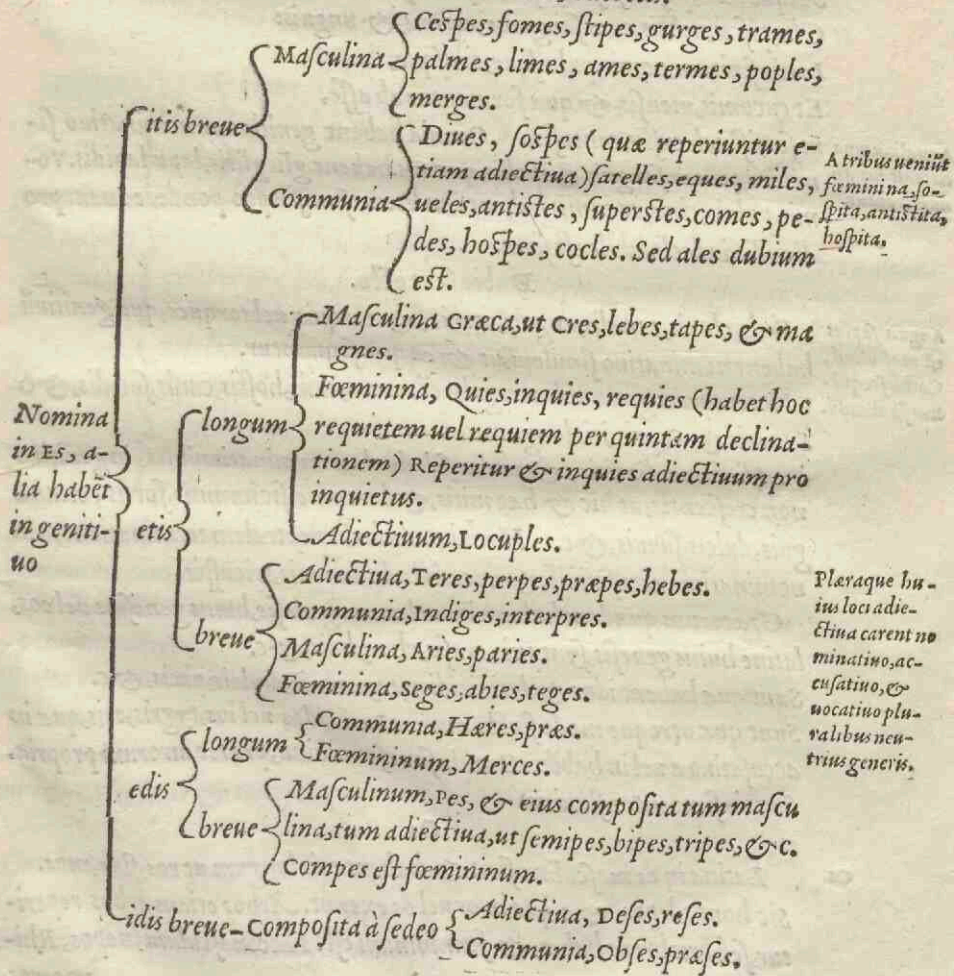 Ceſpes, fomes, ſtipes, gurges, trames,
Maſculina palmes, limes, ames, termes, poples,
merges.
itis breue
Diues, ſoſpes (quæ reperiuntur e-
tiam adiectiua) ſatelles, eques, miles,
Communia ueles, antiſtes, ſuperſtes, comes, pe-
des, hoſpes, cocles. Sed ales dubium
eſt.
A tribus ueniũt
fœminina, ſo-
ſpita, antiſtita,
hoſpita.
Nomina
in ES, a-
lia habẽt
in geniti-
uo
etis
longum
Maſculina Græca, ut Cres, lebes, tapes, & ma
gnes.
Fœminina, Quies, inquies, requies (habet hoc
requietem uel requiem per quintam declina-
tionem) Reperitur & inquies adiectiuum pro
inquietus.
Adiectiuum, Locuples.
breue
Adiectiua, Teres, perpes, præpes, hebes.
Communia, Indiges, interpres.
Maſculina, Aries, paries.
Fœminina, Seges, abies, teges.
Plæraque hu-
ius loci adie-
ctiua carent no
minatiuo, ac-
cuſatiuo, &
uocatiuo plu-
ralibus neu-
trius generis.
edis
longum
Communia, Hæres, præs.
Fœmininum, Merces.
breue
Maſculinum, Pes, & eius compoſita tum maſcu
lina, tum adiectiua, ut ſemipes, bipes, tripes, & c.
Compes eſt fœmininum.
idis breue- Compoſita à ſedeo
Adiectiua, Deſes, reſes.
Communia, Obſes, præſes.